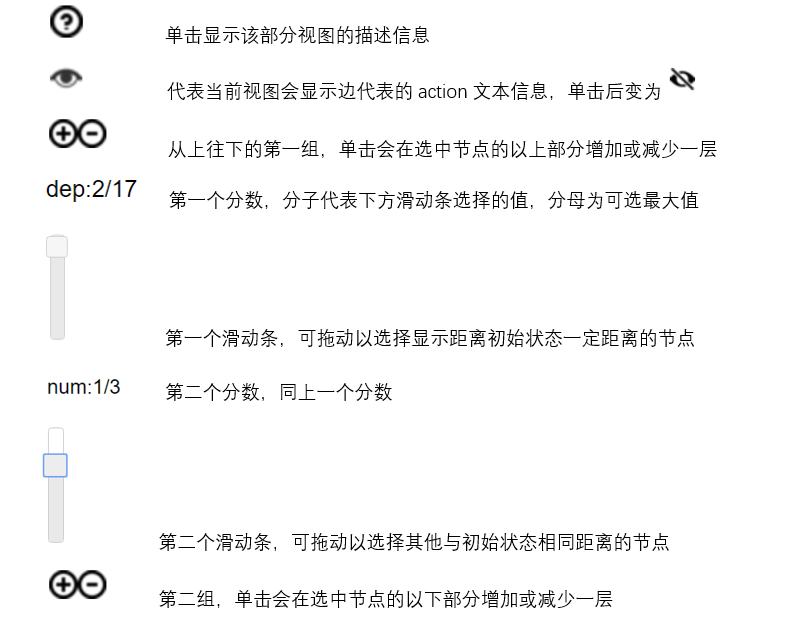 单击显示该部分视图的描述信息
代表当前视图会显示边代表的 action 文本信息，单击后变为
从上往下的第一组，单击会在选中节点的以上部分增加或减少一层
dep:2/17 第一个分数，分子代表下方滑动条选择的值，分母为可选最大值
第一个滑动条，可拖动以选择显示距离初始状态一定距离的节点
num:1/3 第二个分数，同上一个分数
第二个滑动条，可拖动以选择其他与初始状态相同距离的节点
第二组，单击会在选中节点的以下部分增加或减少一层